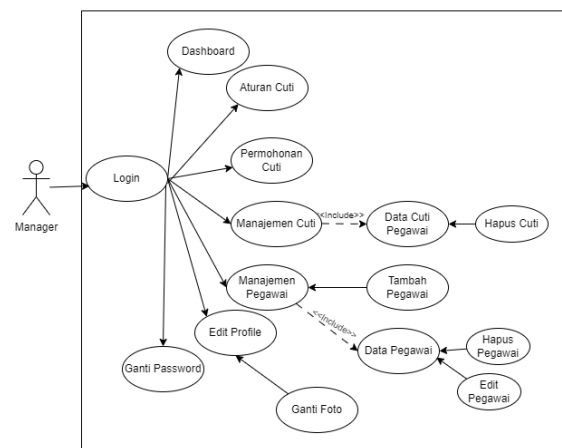 Dashboard
Aturan Cuti
Permohonan
Cuti
Login
Manager
Manajemen Cuti
<<Include>>
Data Cuti
Pegawai
Hapus Cuti
Manajemen
Pegawai
Tambah
Pegawai
<<Include>>
Edit Profile
Data Pegawai
Hapus
Pegawai
Ganti Password
Edit
Pegawai
Ganti Foto